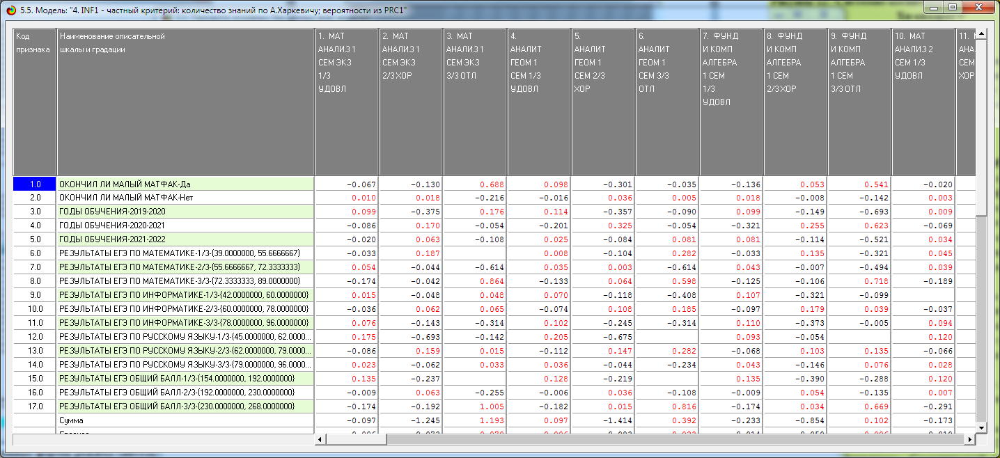 5.5. Модель: "4. INF1 - частный критерий: количество знаний по А.Харкевичу; вероятности из PRC1"
Код признака | Наименование описательной шкалы и градации | 1. МАТ АНАЛИЗ 1 СЕМ ЭКЗ 1/3 УДОВЛ | 2. МАТ АНАЛИЗ 1 СЕМ ЭКЗ 2/3 ХОР | 3. МАТ АНАЛИЗ 1 СЕМ ЭКЗ 3/3 ОТЛ | 4. АНАЛИТ ГЕОМ 1 СЕМ 1/3 УДОВЛ | 5. АНАЛИТ ГЕОМ 1 СЕМ 2/3 ХОР | 6. АНАЛИТ ГЕОМ 1 СЕМ 3/3 ОТЛ | 7. ФУНД И КОМП АЛГЕБРА 1 СЕМ 1/3 УДОВЛ | 8. ФУНД И КОМП АЛГЕБРА 1 СЕМ 2/3 ХОР | 9. ФУНД И КОМП АЛГЕБРА 1 СЕМ 3/3 ОТЛ | 10. МАТ АНАЛИЗ 2 СЕМ 1/3 УДОВЛ | 11. СЕМ ХОР
1.0 ОКОНЧИЛ ЛИ МАЛЫЙ МАТФАК-Да -0.067 -0.130 0.688 0.098 -0.301 -0.035 -0.136 0.053 0.541 -0.020
2.0 ОКОНЧИЛ ЛИ МАЛЫЙ МАТФАК-Нет 0.010 0.018 -0.216 -0.016 0.036 0.005 0.018 -0.008 -0.142 0.003
3.0 ГОДЫ ОБУЧЕНИЯ-2019-2020 0.099 -0.375 0.176 0.114 -0.357 -0.090 0.099 -0.149 -0.693 0.009
4.0 ГОДЫ ОБУЧЕНИЯ-2020-2021 -0.086 0.170 -0.054 -0.201 0.325 -0.054 -0.321 0.255 0.623 -0.069
5.0 ГОДЫ ОБУЧЕНИЯ-2021-2022 -0.020 0.063 -0.108 0.025 -0.084 0.081 0.081 -0.114 -0.521 0.034
6.0 РЕЗУЛЬТАТЫ ЕГЭ ПО МАТЕМАТИКЕ-1/3-{39.0000000, 55.6666667} -0.033 0.187 0.008 -0.104 0.282 -0.033 0.135 -0.321 0.045
7.0 РЕЗУЛЬТАТЫ ЕГЭ ПО МАТЕМАТИКЕ-2/3-{55.6666667, 72.3333333} 0.054 -0.044 -0.614 0.035 0.003 -0.614 0.043 -0.007 -0.494 0.039
8.0 РЕЗУЛЬТАТЫ ЕГЭ ПО МАТЕМАТИКЕ-3/3-{72.3333333, 89.0000000} -0.174 -0.042 0.864 -0.133 0.064 0.598 -0.125 -0.106 0.718 -0.189
9.0 РЕЗУЛЬТАТЫ ЕГЭ ПО ИНФОРМАТИКЕ-1/3-{42.0000000, 60.0000000} 0.015 -0.048 0.048 0.070 -0.118 -0.408 0.107 -0.321 -0.099
10.0 РЕЗУЛЬТАТЫ ЕГЭ ПО ИНФОРМАТИКЕ-2/3-{60.0000000, 78.0000000} -0.036 0.062 0.065 -0.074 0.108 0.185 -0.097 0.179 0.039 -0.037
11.0 РЕЗУЛЬТАТЫ ЕГЭ ПО ИНФОРМАТИКЕ-3/3-{78.0000000, 96.0000000} 0.076 -0.143 -0.314 0.102 -0.245 -0.314 0.110 -0.373 -0.005 0.094
12.0 РЕЗУЛЬТАТЫ ЕГЭ ПО РУССКОМУ ЯЗЫКУ-1/3-{45.0000000, 62.0000... 0.175 -0.693 -0.142 0.205 -0.675 0.093 -0.054 0.120
13.0 РЕЗУЛЬТАТЫ ЕГЭ ПО РУССКОМУ ЯЗЫКУ-2/3-{62.0000000, 79.0000... -0.086 0.159 0.015 -0.112 0.147 0.282 -0.068 0.103 0.135 -0.066
14.0 РЕЗУЛЬТАТЫ ЕГЭ ПО РУССКОМУ ЯЗЫКУ-3/3-{79.0000000, 96.0000... 0.023 -0.062 0.033 0.036 -0.044 -0.234 0.043 -0.146 0.076 0.028
15.0 РЕЗУЛЬТАТЫ ЕГЭ ОБЩИЙ БАЛЛ-1/3-{154.0000000, 192.0000000} 0.135 -0.237 0.128 -0.219 0.135 -0.390 -0.288 0.120
16.0 РЕЗУЛЬТАТЫ ЕГЭ ОБЩИЙ БАЛЛ-2/3-{192.0000000, 230.0000000} -0.009 0.063 -0.255 -0.006 0.036 -0.108 -0.009 0.054 -0.135 0.007
17.0 РЕЗУЛЬТАТЫ ЕГЭ ОБЩИЙ БАЛЛ-3/3-{230.0000000, 268.0000000} -0.174 -0.192 1.005 -0.182 0.015 0.816 -0.174 0.034 0.669 -0.291
Сумма -0.097 -1.245 1.193 0.097 -1.414 0.392 -0.233 -0.854 0.102 -0.173